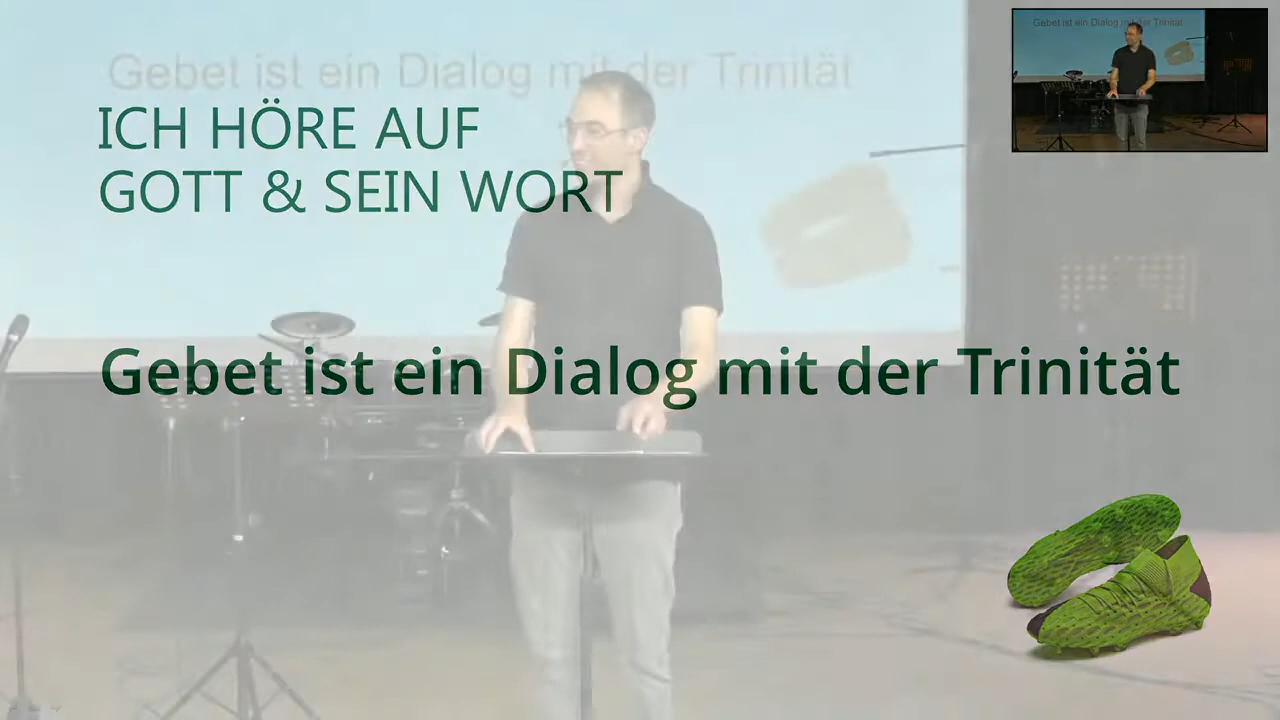 Gebet ist ein Dialog mit der Trinität
Gebet ist ein Dialog mit der Trinität
ICH HÖRE AUF
GOTT & SEIN WORT
Gebet ist ein Dialog mit der Trinität